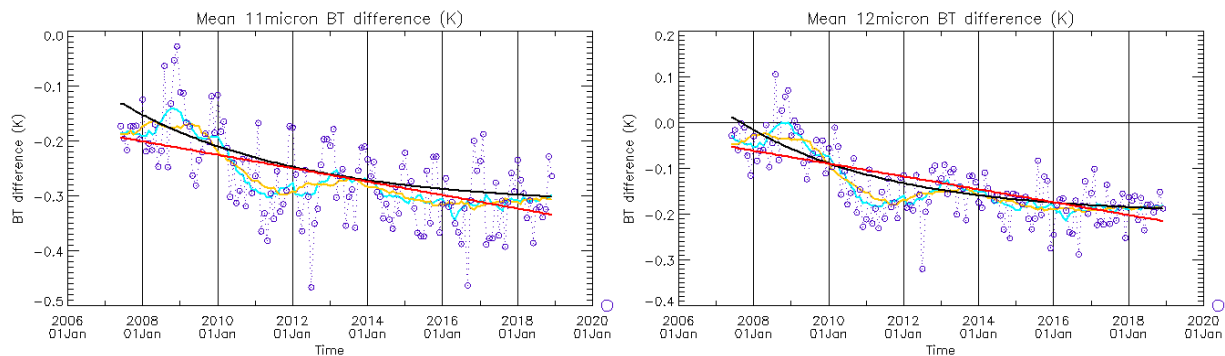 Mean 11micron BT difference (K)
0.0
-0.1
-0.2
-0.3
-0.4
-0.5
BT difference (K)
2006 2008 2010 2012 2014 2016 2018 2020
01Jan 01Jan 01Jan 01Jan 01Jan 01Jan 01Jan 01Jan
Time
Mean 12micron BT difference (K)
0.2
0.1
0.0
-0.1
-0.2
-0.3
-0.4
BT difference (K)
2006 2008 2010 2012 2014 2016 2018 2020
01Jan 01Jan 01Jan 01Jan 01Jan 01Jan 01Jan 01Jan
Time